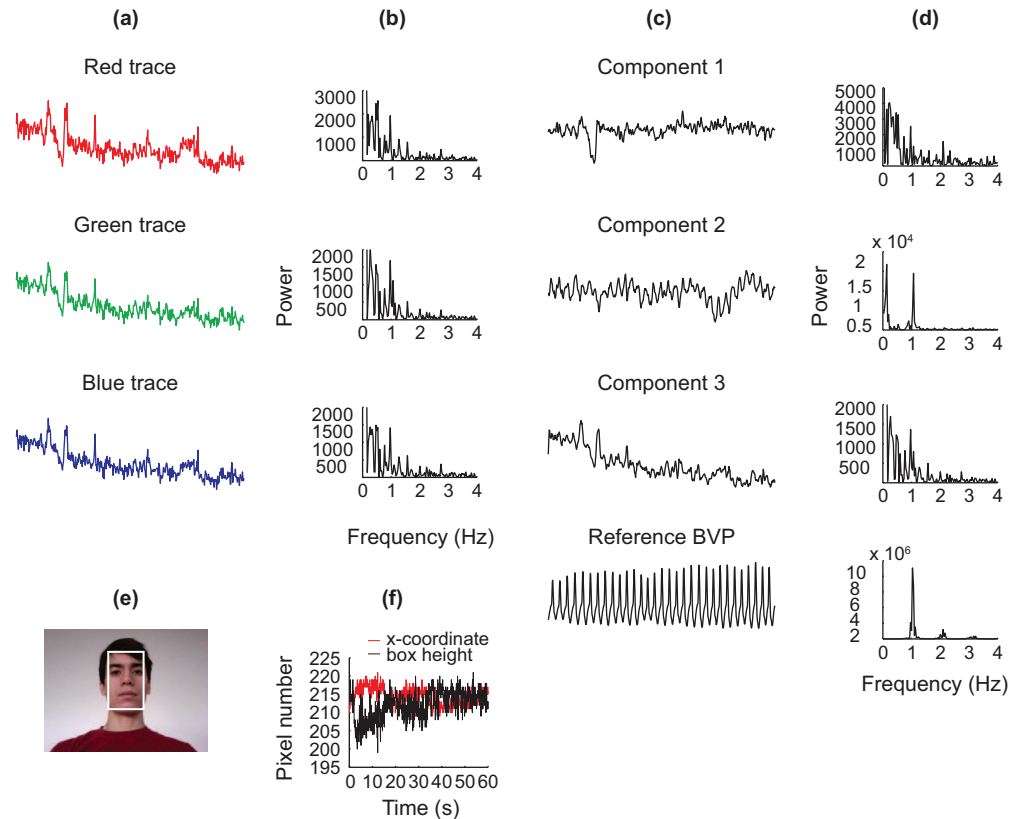 (a)
(b)
(c)
(d)
Red trace
Component 1
3000
2000
1000
0 1 2 3 4
5000
4000
3000
2000
1000
0 1 2 3 4
Green trace
Component 2
Power
2000
1500
1000
500
0 1 2 3 4
Power
x 10^4
2
1.5
1
0.5
0 1 2 3 4
Blue trace
Component 3
2000
1500
1000
500
0 1 2 3 4
2000
1500
1000
500
0 1 2 3 4
Frequency (Hz)
Reference BVP
x 10^6
10
8
6
4
2
0 1 2 3 4
Frequency (Hz)
(e)
(f)
x-coordinate
box height
Pixel number
225
220
215
210
205
200
195
0 10 20 30 40 50 60
Time (s)